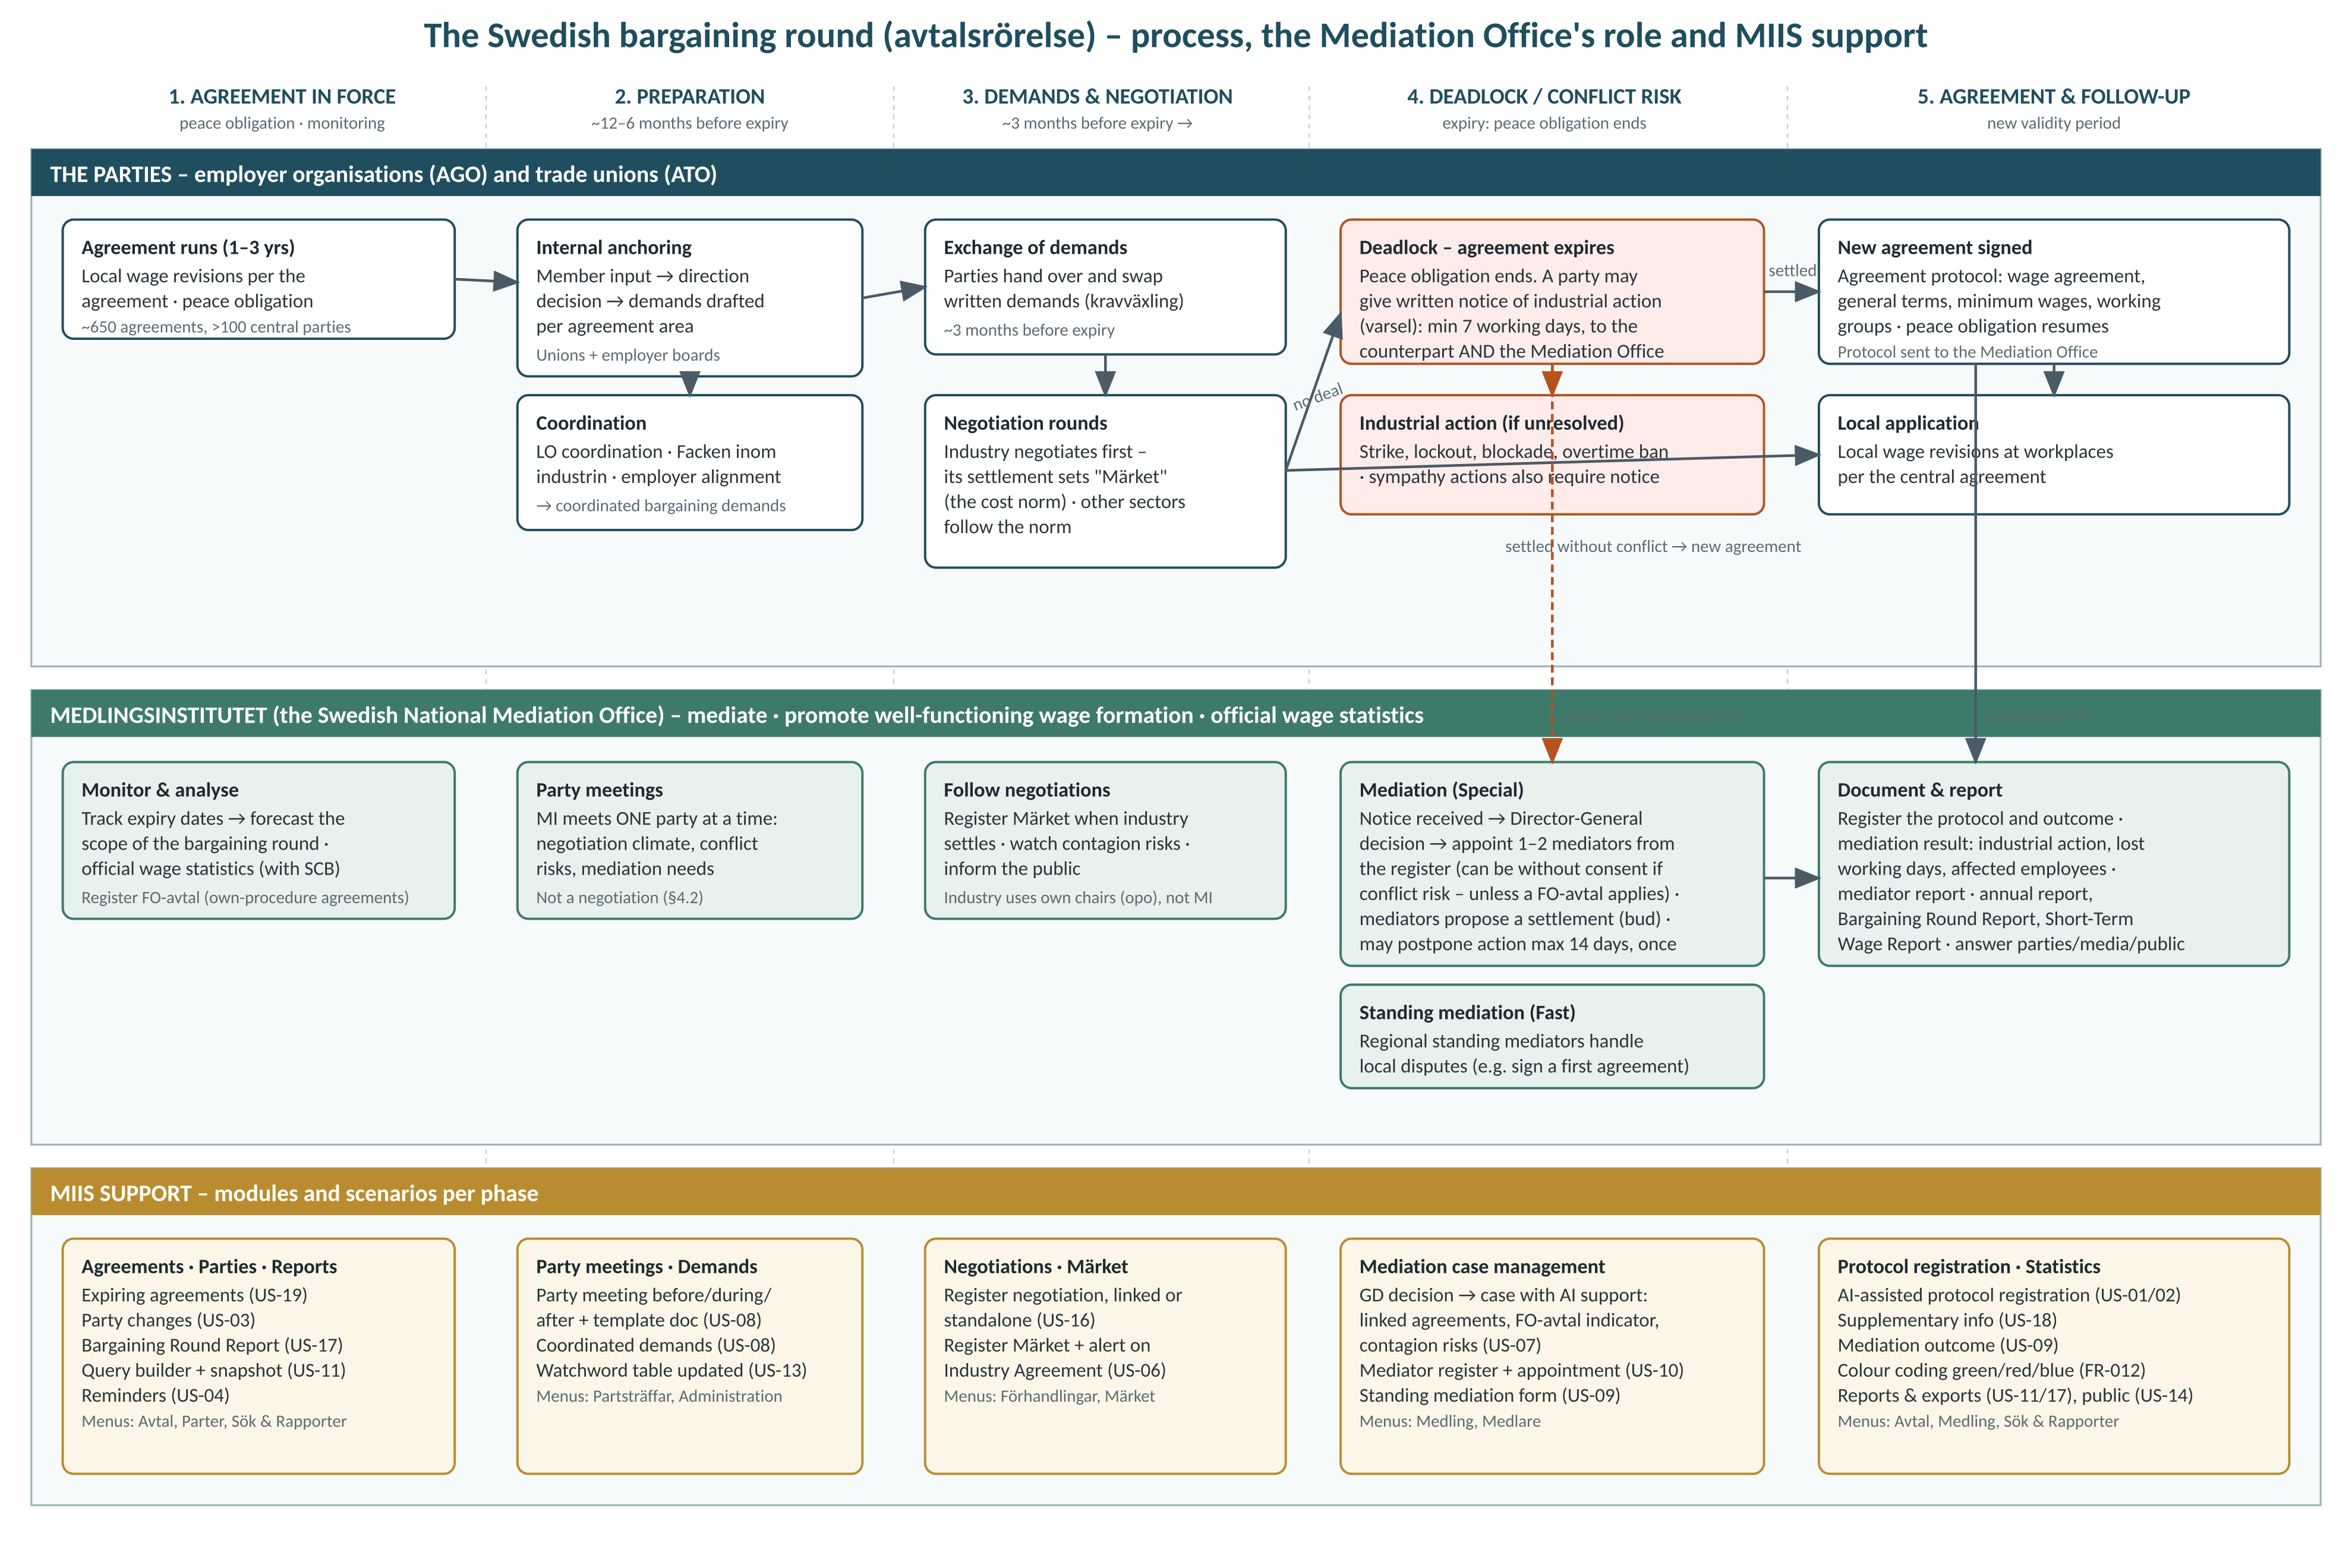 The Swedish bargaining round (avtalsrörelse) – process, the Mediation Office's role and MIIS support
1. AGREEMENT IN FORCE
peace obligation · monitoring
2. PREPARATION
~12–6 months before expiry
3. DEMANDS & NEGOTIATION
~3 months before expiry →
4. DEADLOCK / CONFLICT RISK
expiry: peace obligation ends
5. AGREEMENT & FOLLOW-UP
new validity period
THE PARTIES – employer organisations (AGO) and trade unions (ATO)
Agreement runs (1–3 yrs)
Local wage revisions per the
agreement · peace obligation
~650 agreements, >100 central parties
Internal anchoring
Member input → direction
decision → demands drafted
per agreement area
Unions + employer boards
Coordination
LO coordination · Facken inom
industrin · employer alignment
→ coordinated bargaining demands
Exchange of demands
Parties hand over and swap
written demands (kravväxling)
~3 months before expiry
Negotiation rounds
Industry negotiates first –
its settlement sets "Märket"
(the cost norm) · other sectors
follow the norm
no deal
Deadlock – agreement expires
Peace obligation ends. A party may
give written notice of industrial action
(varsel): min 7 working days, to the
counterpart AND the Mediation Office
Industrial action (if unresolved)
Strike, lockout, blockade, overtime ban
· sympathy actions also require notice
settled without conflict → new agreement
settled
New agreement signed
Agreement protocol: wage agreement,
general terms, minimum wages, working
groups · peace obligation resumes
Protocol sent to the Mediation Office
Local application
Local wage revisions at workplaces
per the central agreement
MEDLINGSINSTITUTET (the Swedish National Mediation Office) – mediate · promote well-functioning wage formation · official wage statistics
Monitor & analyse
Track expiry dates → forecast the
scope of the bargaining round ·
official wage statistics (with SCB)
Register FO-avtal (own-procedure agreements)
Party meetings
MI meets ONE party at a time:
negotiation climate, conflict
risks, mediation needs
Not a negotiation (§4.2)
Follow negotiations
Register Märket when industry
settles · watch contagion risks ·
inform the public
Industry uses own chairs (opo), not MI
Mediation (Special)
Notice received → Director-General
decision → appoint 1–2 mediators from
the register (can be without consent if
conflict risk – unless a FO-avtal applies) ·
mediators propose a settlement (bud) ·
may postpone action max 14 days, once
Standing mediation (Fast)
Regional standing mediators handle
local disputes (e.g. sign a first agreement)
Document & report
Register the protocol and outcome ·
mediation result: industrial action, lost
working days, affected employees ·
mediator report · annual report,
Bargaining Round Report, Short-Term
Wage Report · answer parties/media/public
MIIS SUPPORT – modules and scenarios per phase
Agreements · Parties · Reports
Expiring agreements (US-19)
Party changes (US-03)
Bargaining Round Report (US-17)
Query builder + snapshot (US-11)
Reminders (US-04)
Menus: Avtal, Parter, Sök & Rapporter
Party meetings · Demands
Party meeting before/during/
after + template doc (US-08)
Coordinated demands (US-08)
Watchword table updated (US-13)
Menus: Partsträffar, Administration
Negotiations · Märket
Register negotiation, linked or
standalone (US-16)
Register Märket + alert on
Industry Agreement (US-06)
Menus: Förhandlingar, Märket
Mediation case management
GD decision → case with AI support:
linked agreements, FO-avtal indicator,
contagion risks (US-07)
Mediator register + appointment (US-10)
Standing mediation form (US-09)
Menus: Medling, Medlare
Protocol registration · Statistics
AI-assisted protocol registration (US-01/02)
Supplementary info (US-18)
Mediation outcome (US-09)
Colour coding green/red/blue (FR-012)
Reports & exports (US-11/17), public (US-14)
Menus: Avtal, Medling, Sök & Rapporter